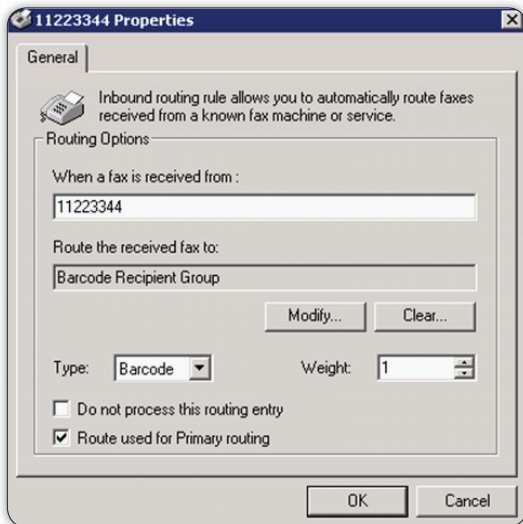 11223344 Properties
General
Inbound routing rule allows you to automatically route faxes
received from a known fax machine or service.
Routing Options
When a fax is received from :
11223344
Route the received fax to:
Barcode Recipient Group
Modify... Clear...
Type: Barcode Weight: 1
Do not process this routing entry
Route used for Primary routing
OK Cancel